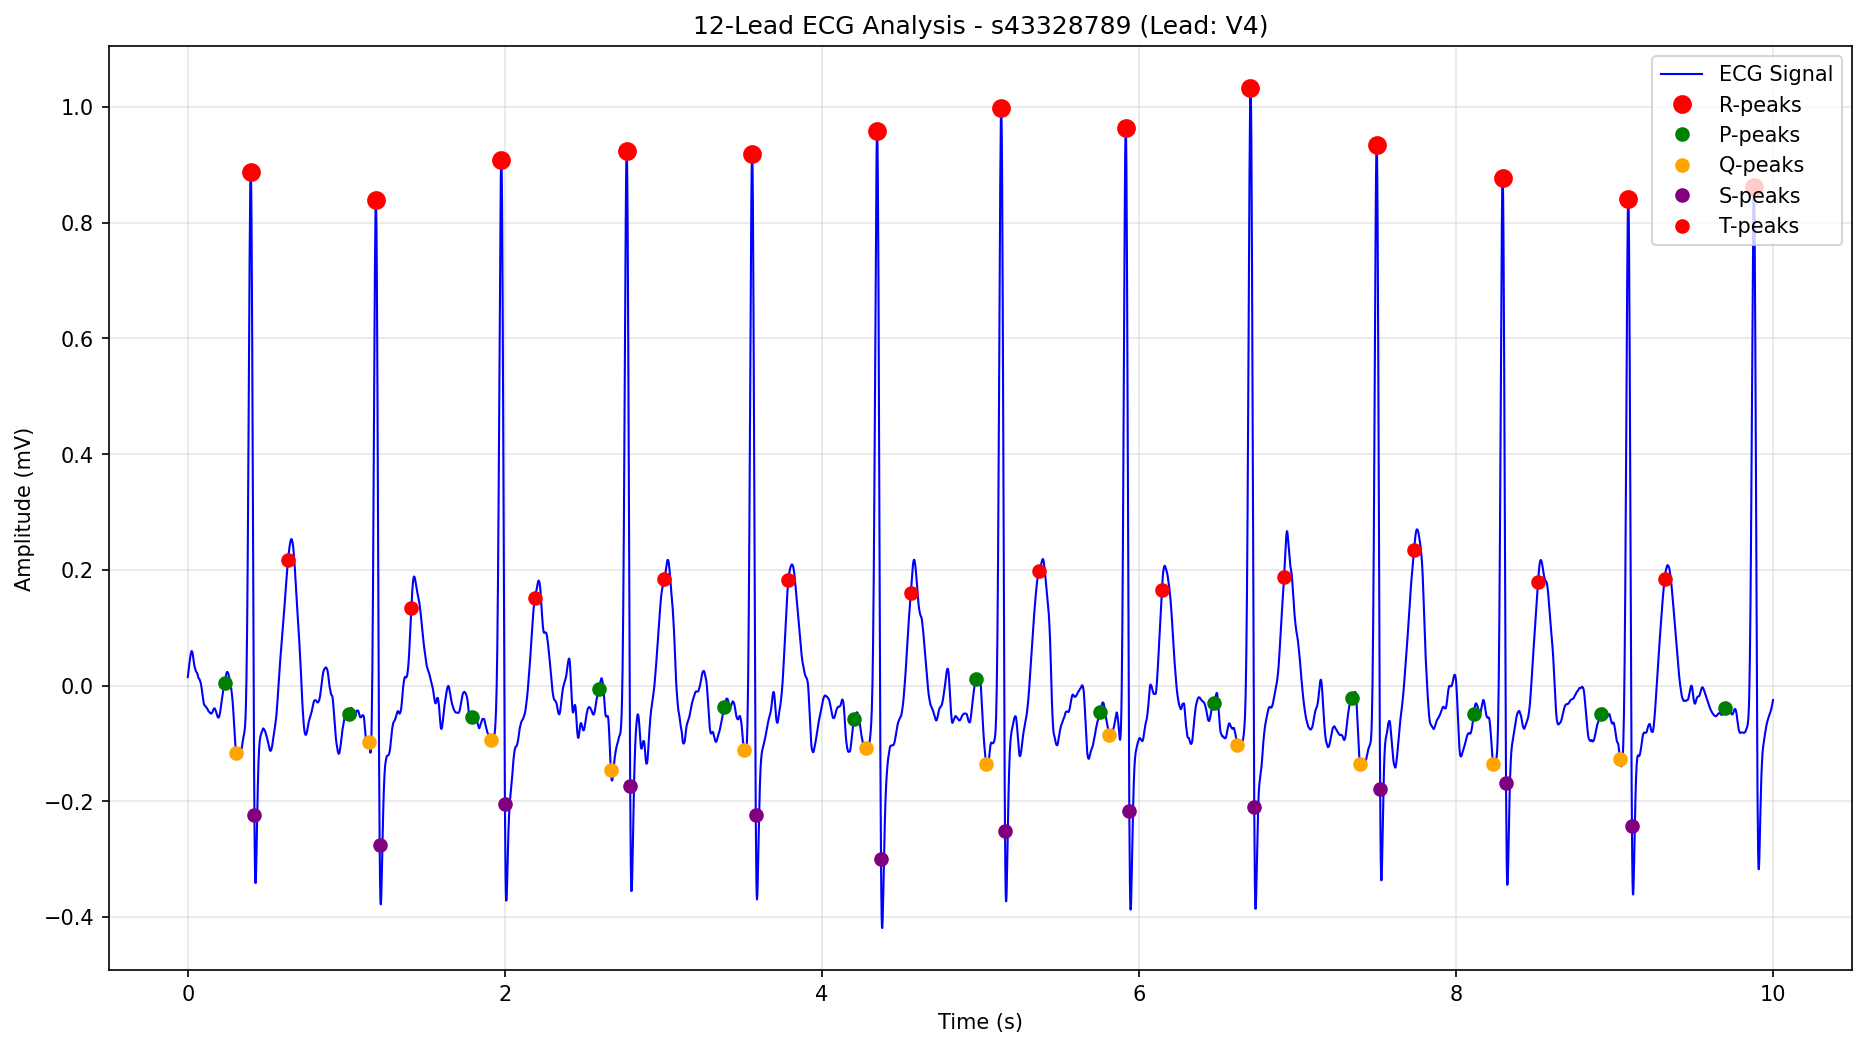 12-Lead ECG Analysis - s43328789 (Lead: V4)
ECG Signal
R-peaks
P-peaks
Q-peaks
S-peaks
T-peaks
Amplitude (mV)
1.0
0.8
0.6
0.4
0.2
0.0
−0.2
−0.4
0 2 4 6 8 10
Time (s)